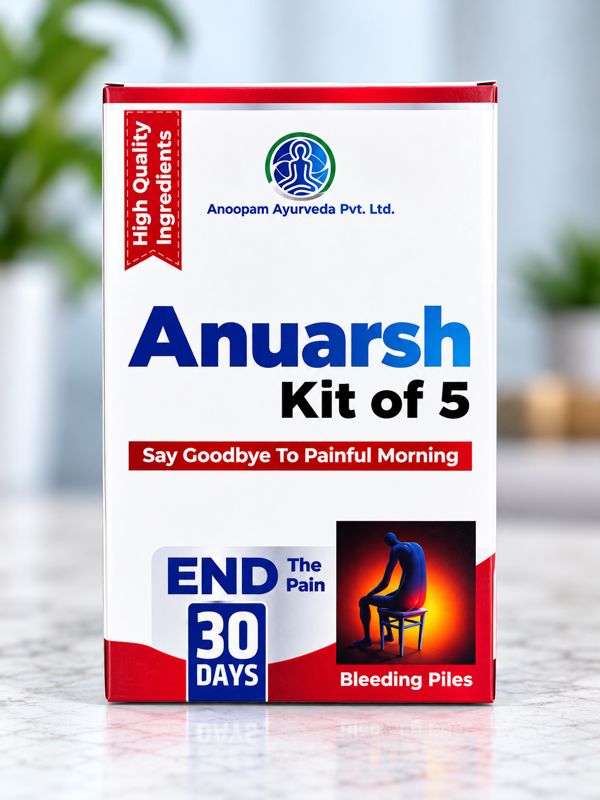 High Quality
Ingredients
Anoopam Ayurveda Pvt. Ltd.
Anuarsh
Kit of 5
Say Goodbye To Painful Morning
END The Pain
30
DAYS
Bleeding Piles